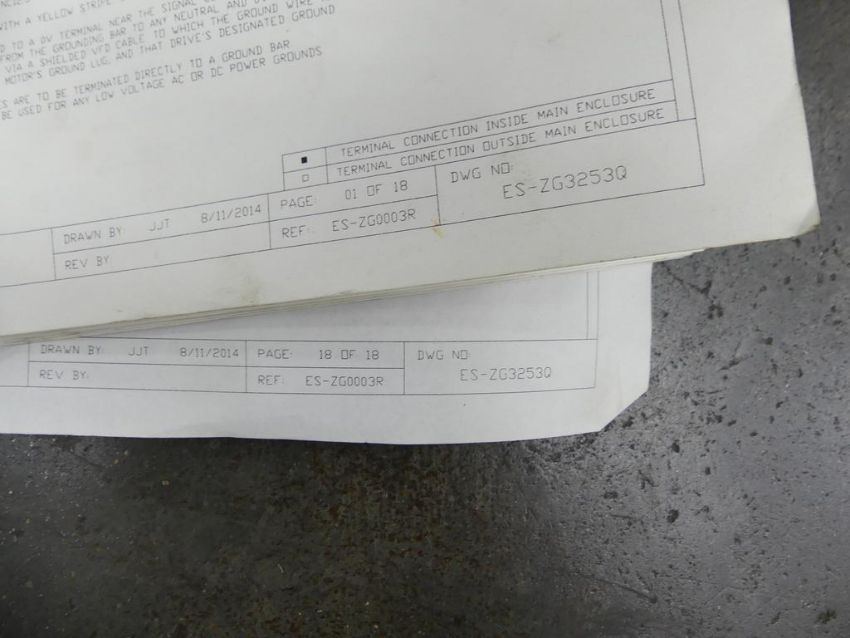 WITH A YELLOW STRIPE
TO A 0V TERMINAL NEAR THE SIGNAL
FROM THE GROUNDING BAR TO ANY NEUTRAL AND
VIA A SHIELDED VFD CABLE TO WHICH THE GROUND WIRE
MOTOR'S GROUND LUG, AND THAT DRIVE'S DESIGNATED GROUND
ARE TO BE TERMINATED DIRECTLY TO A GROUND BAR
BE USED FOR ANY LOW VOLTAGE AC OR DC POWER GROUNDS
■ TERMINAL CONNECTION INSIDE MAIN ENCLOSURE
□ TERMINAL CONNECTION OUTSIDE MAIN ENCLOSURE
DRAWN BY: JJT 8/11/2014 PAGE: 01 OF 18 DWG NO:
REV BY: REF: ES-ZG0003R ES-ZG3253Q
DRAWN BY: JJT 8/11/2014 PAGE: 18 OF 18 DWG NO:
REV BY: REF: ES-ZG0003R ES-ZG3253Q